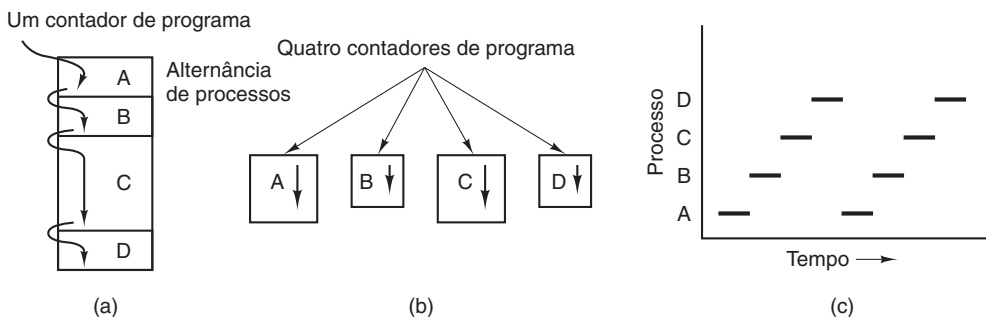 Um contador de programa
A
B
C
D
Alternância
de processos
(a)
Quatro contadores de programa
A
B
C
D
(b)
Processo
D
C
B
A
Tempo
(c)